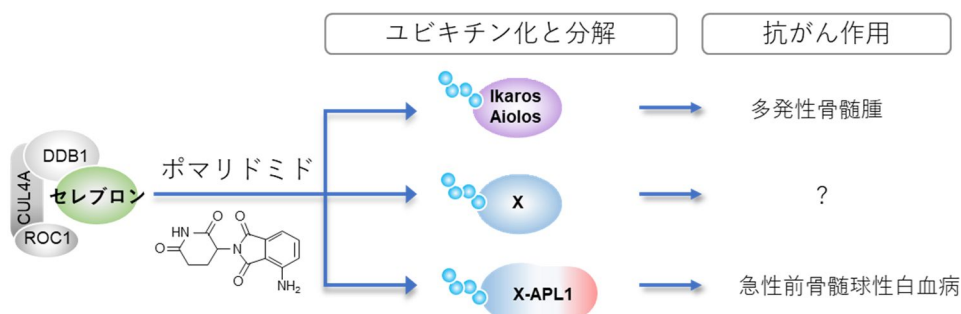 ユビキチン化と分解
抗がん作用
Ikaros
Aiolos
多発性骨髄腫
DDB1
ポマリドミド
CUL4A
セレブロン
X
?
ROC1
O
HN
O
N
O
O
NH₂
X-APL1
急性前骨髄球性白血病